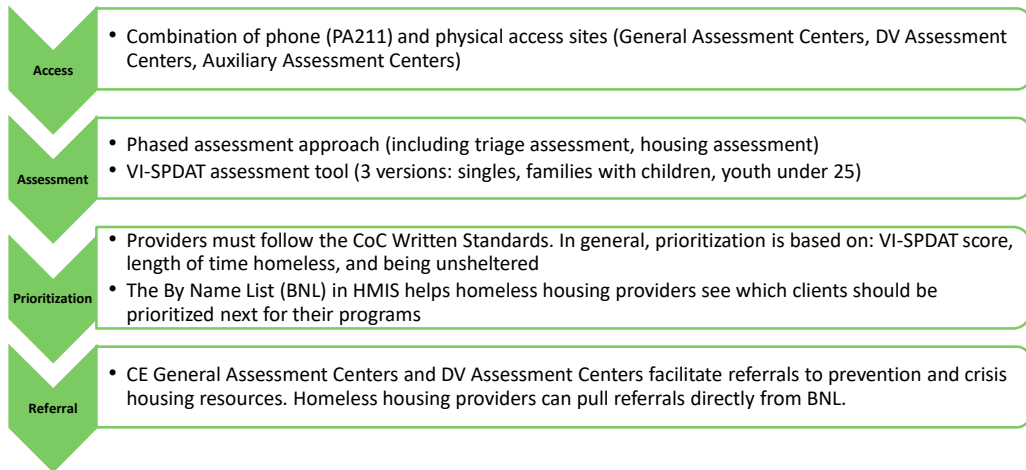 Access
• Combination of phone (PA211) and physical access sites (General Assessment Centers, DV Assessment
Centers, Auxiliary Assessment Centers)
Assessment
• Phased assessment approach (including triage assessment, housing assessment)
• VI-SPDAT assessment tool (3 versions: singles, families with children, youth under 25)
Prioritization
• Providers must follow the CoC Written Standards. In general, prioritization is based on: VI-SPDAT score,
length of time homeless, and being unsheltered
• The By Name List (BNL) in HMIS helps homeless housing providers see which clients should be
prioritized next for their programs
Referral
• CE General Assessment Centers and DV Assessment Centers facilitate referrals to prevention and crisis
housing resources. Homeless housing providers can pull referrals directly from BNL.